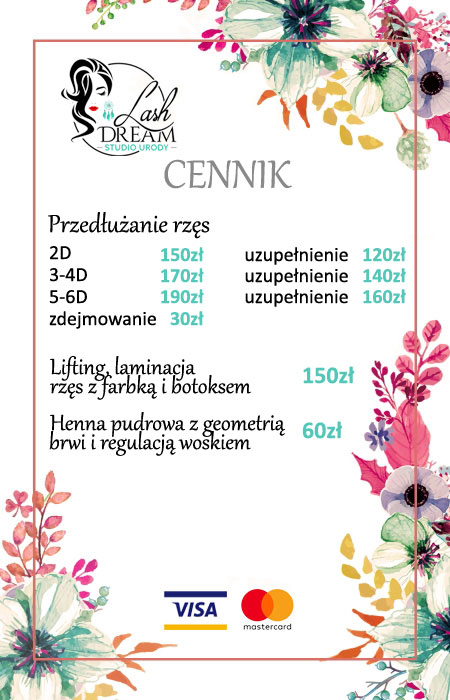 Lash
DREAM
STUDIO URODY
CENNIK
Przedłużanie rzęs
2D 150zł uzupełnienie 120zł
3-4D 170zł uzupełnienie 140zł
5-6D 190zł uzupełnienie 160zł
zdejmowanie 30zł
Lifting, laminacja
rzęs z farbką i botoksem 150zł
Henna pudrowa z geometrią
brwi i regulacją woskiem 60zł
VISA
mastercard